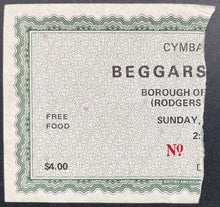 CYMBA
BEGGARS
BOROUGH OF
(RODGERS
FREE
FOOD
SUNDAY,
2:
Nº
$4.00